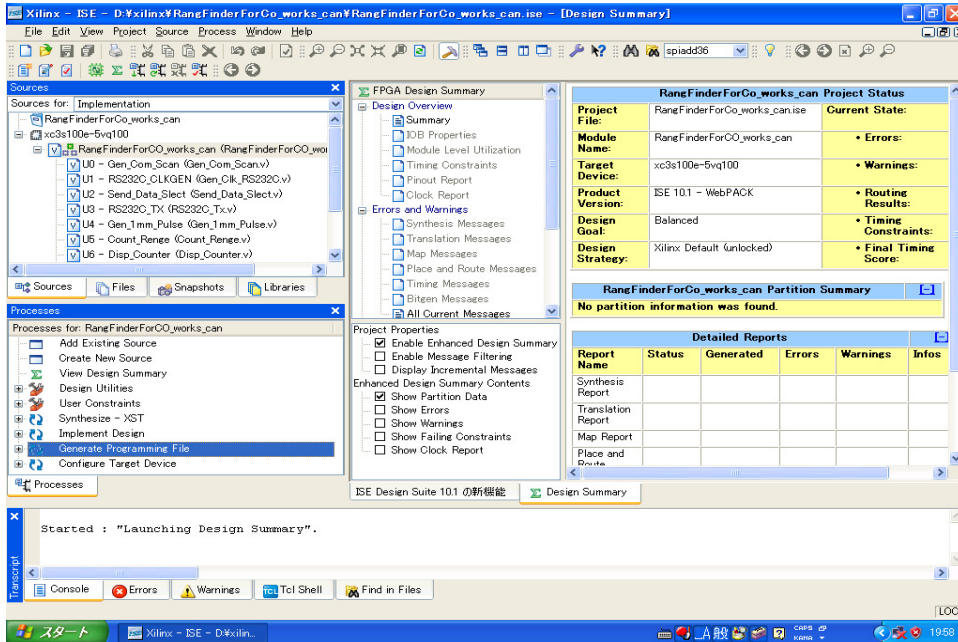 Xilinx - ISE - D:¥xilinx¥RangFinderForCo_works_can¥RangFinderForCo_works_can.ise - [Design Summary]
File Edit View Project Source Process Window Help
spiadd36
Sources
Sources for: Implementation
RangFinderForCo_works_can
xc3s100e-5vq100
RangFinderForCO_works_can (RangFinderForCO_wor
U0 - Gen_Com_Scan (Gen_Com_Scan.v)
U1 - RS232C_CLKGEN (Gen_Clk_RS232C.v)
U2 - Send_Data_Slect (Send_Data_Slect.v)
U3 - RS232C_TX (RS232C_Tx.v)
U4 - Gen_1mm_Pulse (Gen_1mm_Pulse.v)
U5 - Count_Renge (Count_Renge.v)
U6 - Disp_Counter (Disp_Counter.v)
Sources Files Snapshots Libraries
Processes
Processes for: RangFinderForCO_works_can
Add Existing Source
Create New Source
View Design Summary
Design Utilities
User Constraints
Synthesize - XST
Implement Design
Generate Programming File
Configure Target Device
Processes
FPGA Design Summary
Design Overview
Summary
IOB Properties
Module Level Utilization
Timing Constraints
Pinout Report
Clock Report
Errors and Warnings
Synthesis Messages
Translation Messages
Map Messages
Place and Route Messages
Timing Messages
Bitgen Messages
All Current Messages
Project Properties
Enable Enhanced Design Summary
Enable Message Filtering
Display Incremental Messages
Enhanced Design Summary Contents
Show Partition Data
Show Errors
Show Warnings
Show Failing Constraints
Show Clock Report
RangFinderForCo_works_can Project Status
Project File: RangFinderForCo_works_can.ise Current State:
Module Name: RangFinderForCO_works_can • Errors:
Target Device: xc3s100e-5vq100 • Warnings:
Product Version: ISE 10.1 - WebPACK • Routing Results:
Design Goal: Balanced • Timing Constraints:
Design Strategy: Xilinx Default (unlocked) • Final Timing Score:
RangFinderForCo_works_can Partition Summary [-]
No partition information was found.
Detailed Reports [-]
Report Name Status Generated Errors Warnings Infos
Synthesis Report
Translation Report
Map Report
Place and Route
ISE Design Suite 10.1 の新機能 Design Summary
Started : "Launching Design Summary".
Transcript
Console Errors Warnings TCL Tcl Shell Find in Files
LOC
スタート Xilinx - ISE - D:¥xilin...
A 般 CAPS KANA 19:58